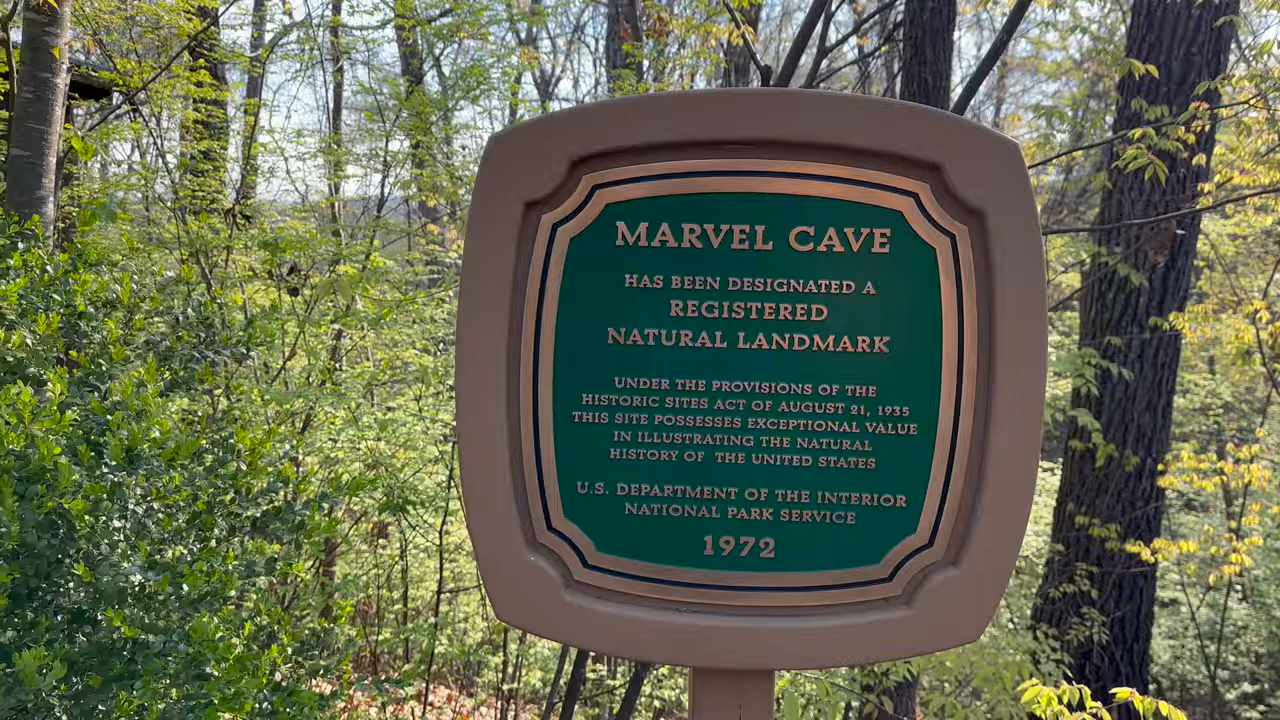 MARVEL CAVE
HAS BEEN DESIGNATED A
REGISTERED
NATURAL LANDMARK
UNDER THE PROVISIONS OF THE
HISTORIC SITES ACT OF AUGUST 21, 1935
THIS SITE POSSESSES EXCEPTIONAL VALUE
IN ILLUSTRATING THE NATURAL
HISTORY OF THE UNITED STATES
U.S. DEPARTMENT OF THE INTERIOR
NATIONAL PARK SERVICE
1972